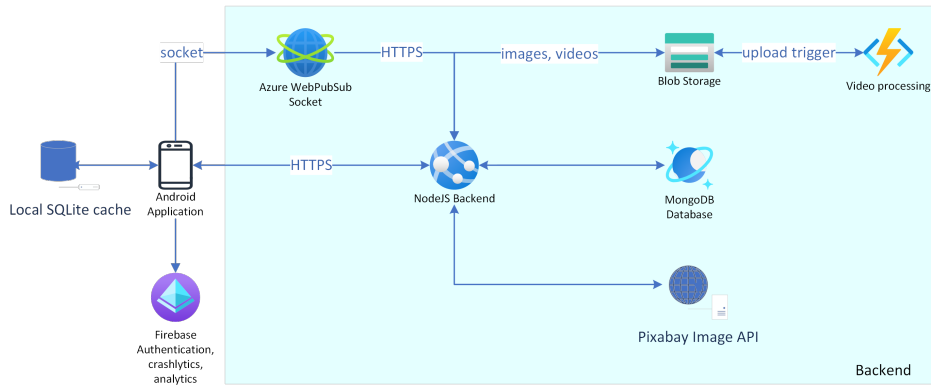 socket
HTTPS
images, videos
upload trigger
Azure WebPubSub
Socket
Blob Storage
Video processing
HTTPS
Local SQLite cache
Android
Application
NodeJS Backend
MongoDB
Database
Firebase
Authentication,
crashlytics,
analytics
Pixabay Image API
Backend